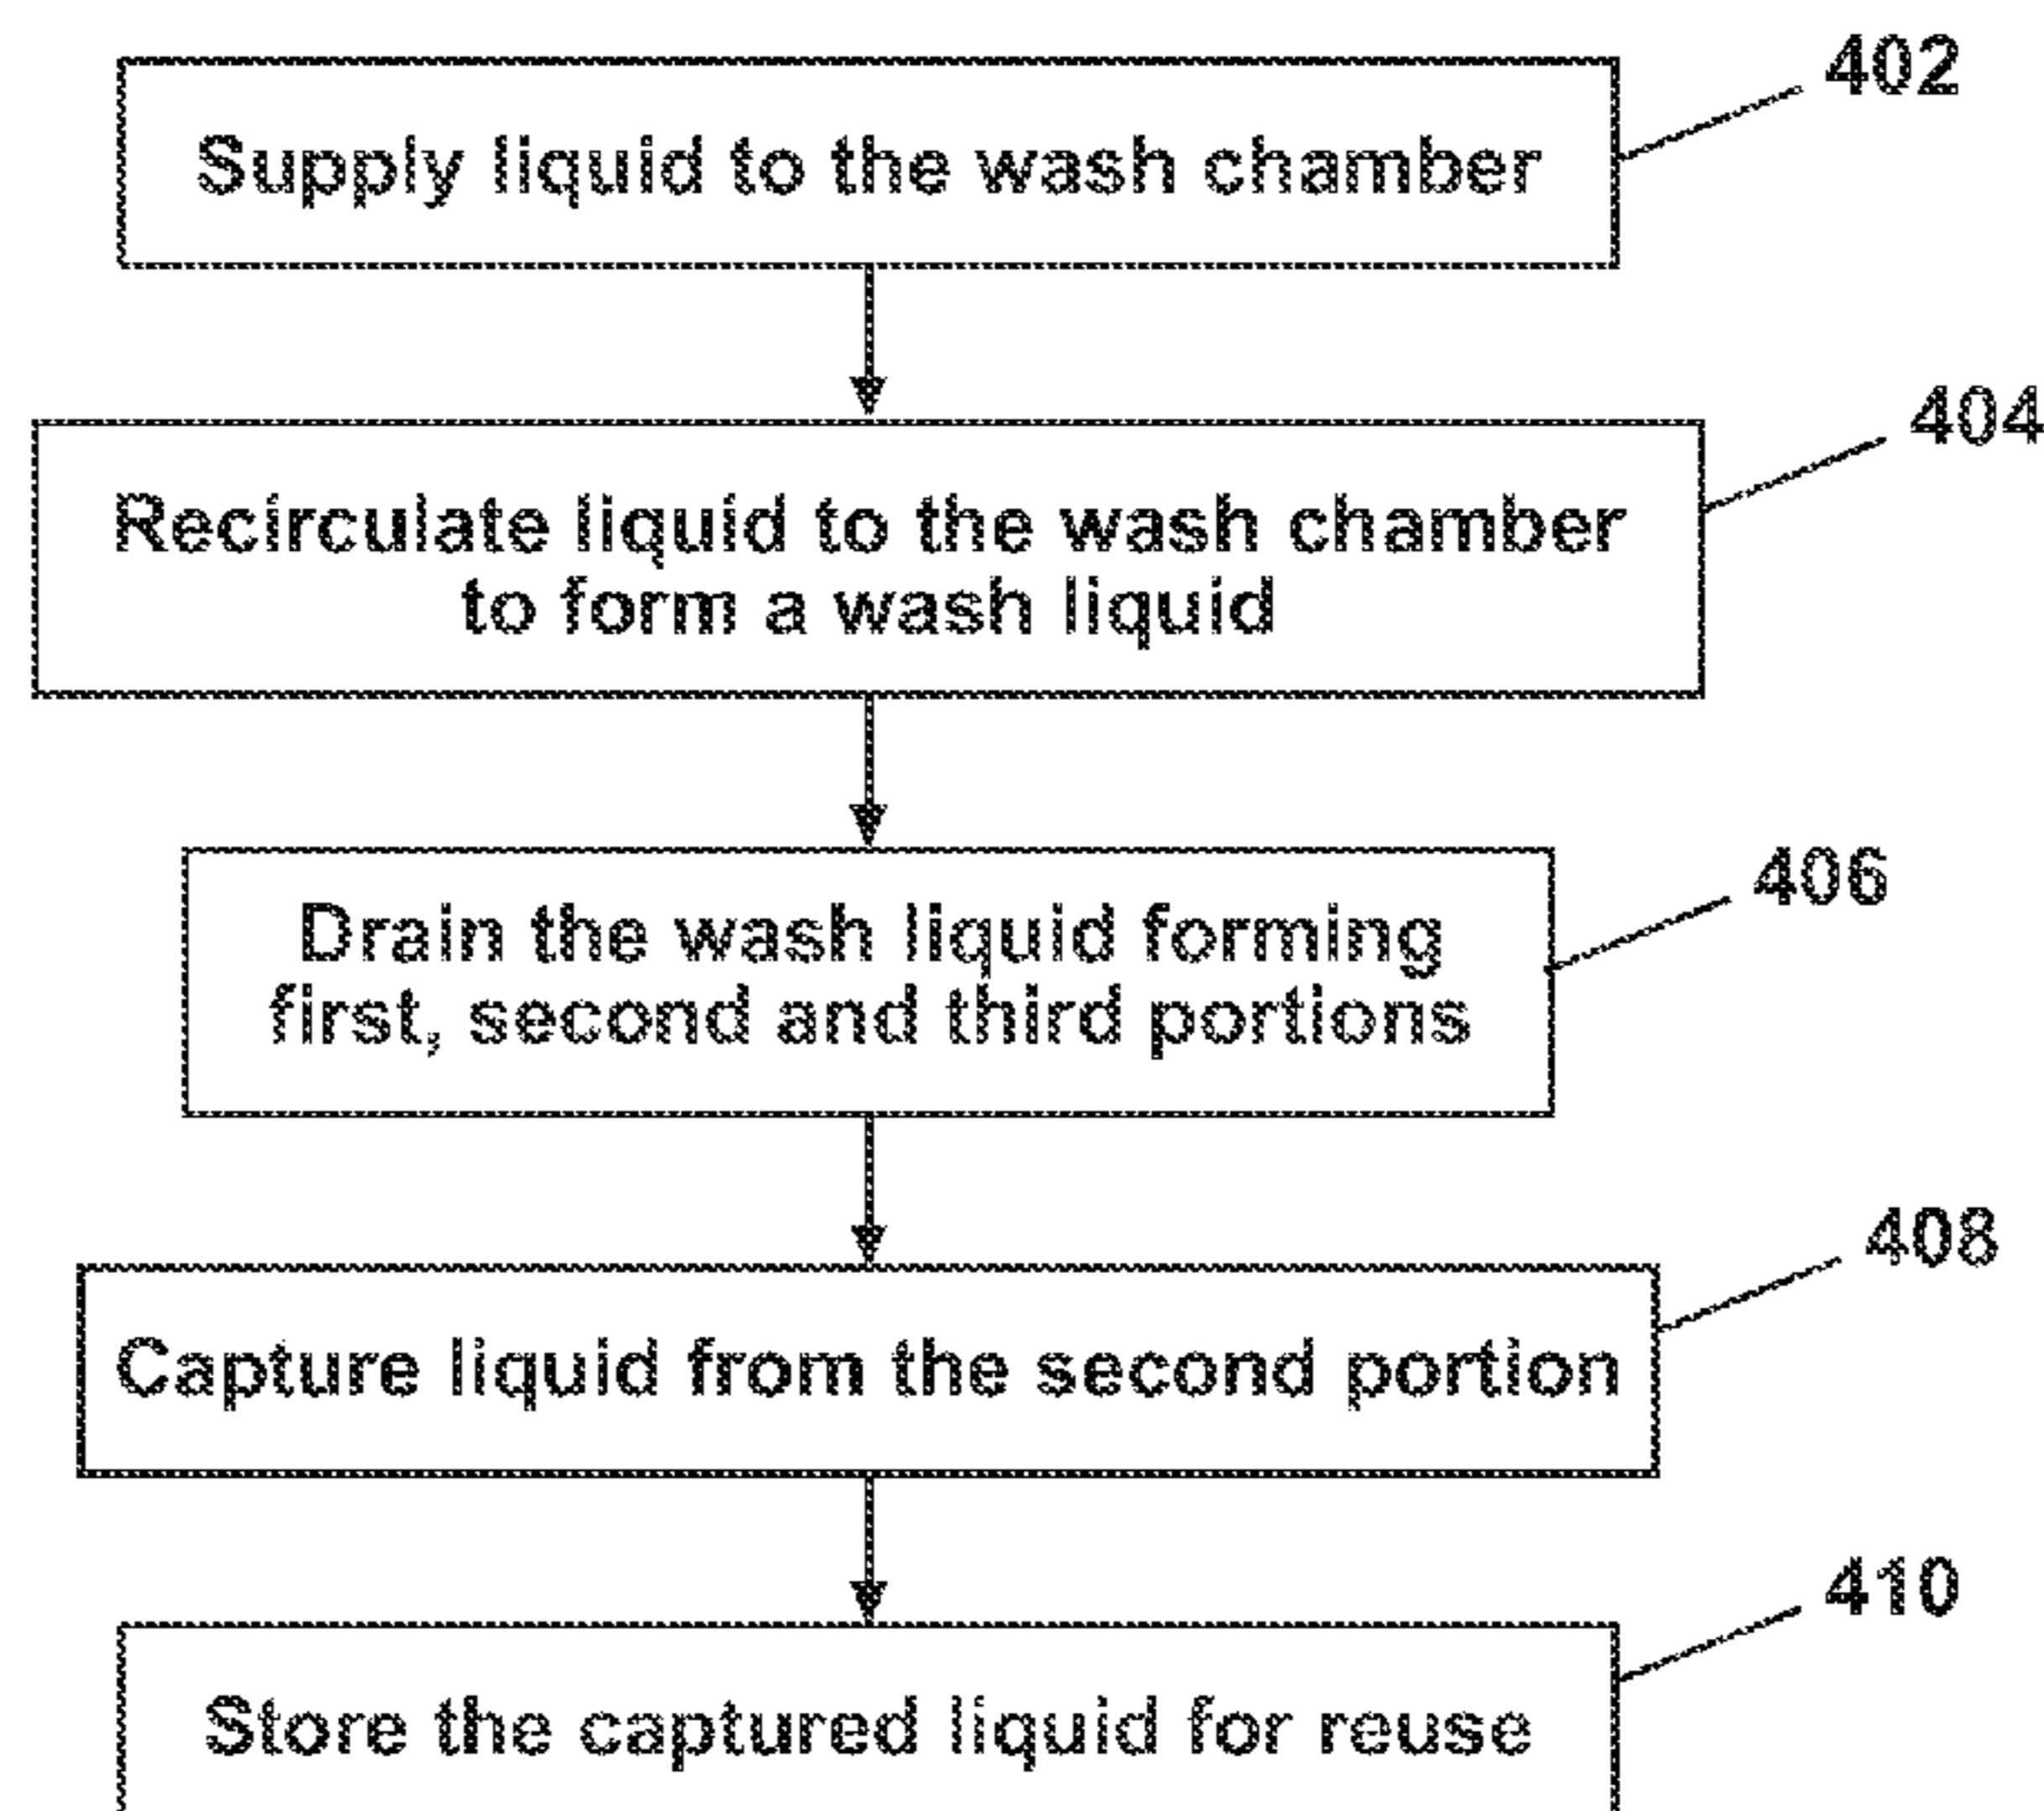 402
Supply liquid to the wash chamber
404
Recirculate liquid to the wash chamber
to form a wash liquid
406
Drain the wash liquid forming
first, second and third portions
408
Capture liquid from the second portion
410
Store the captured liquid for reuse